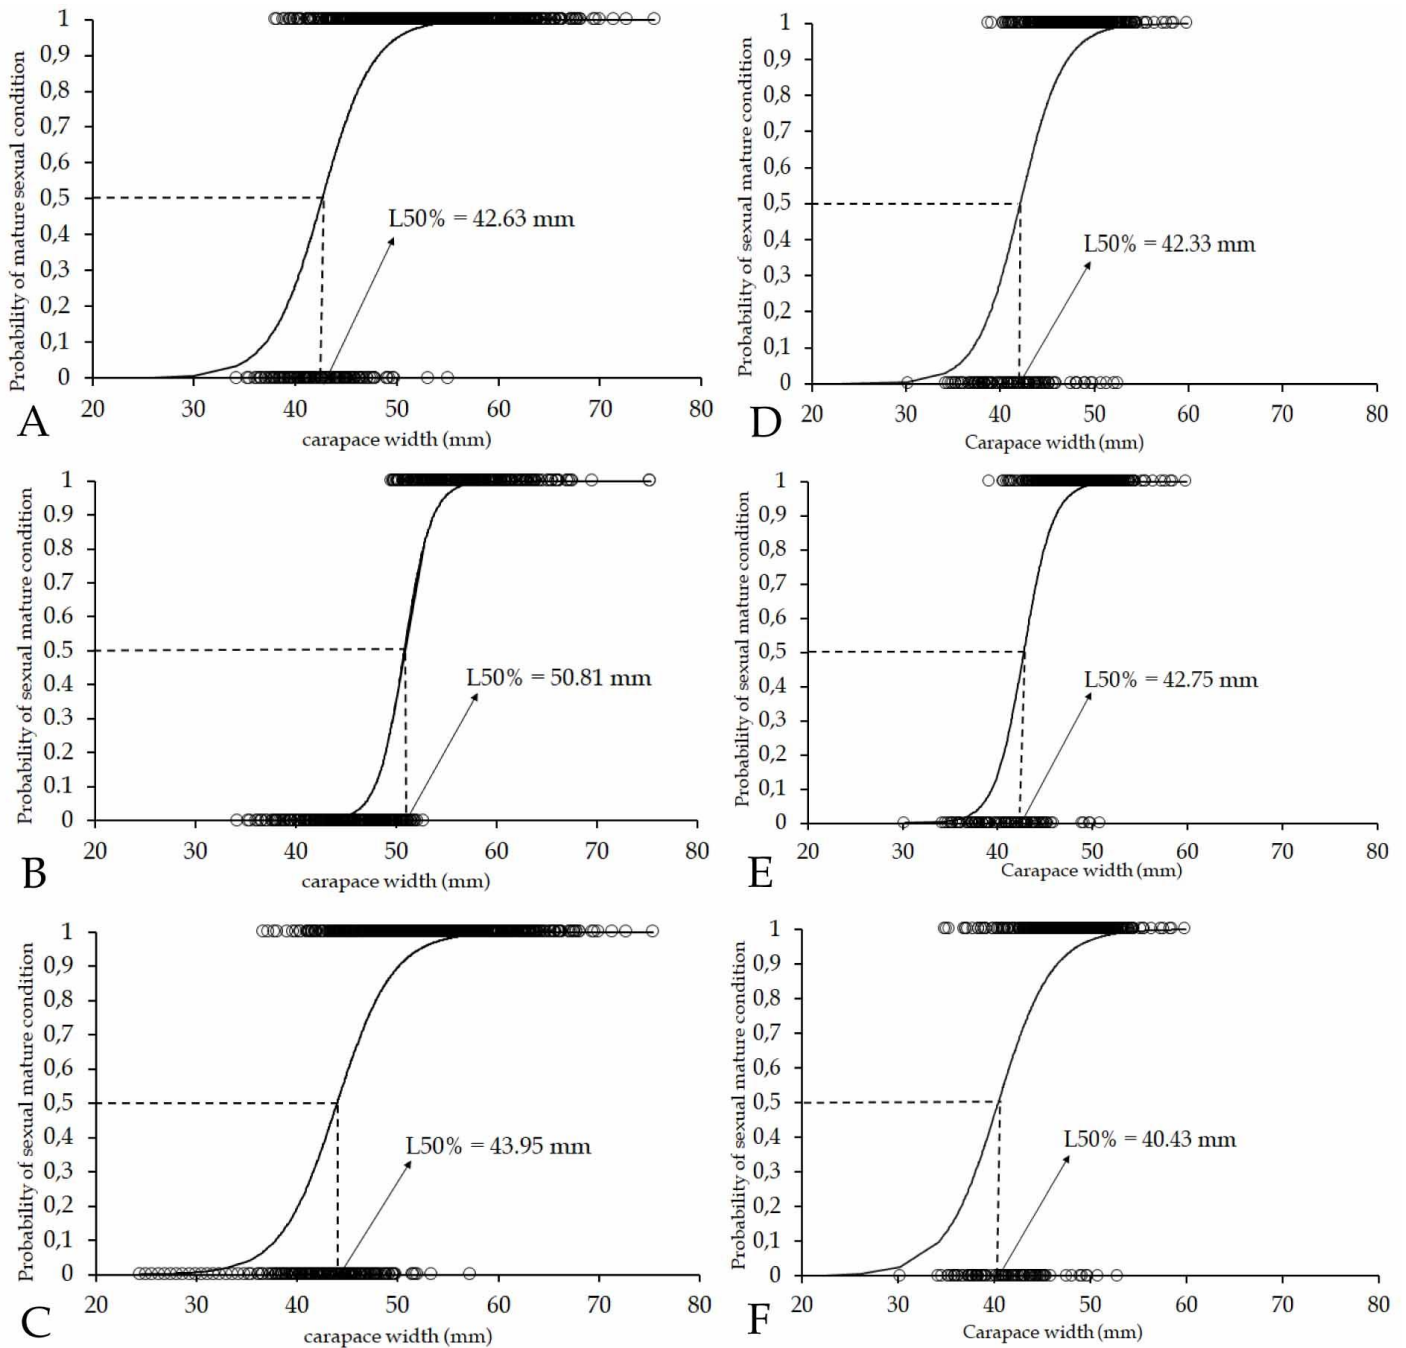 Probability of mature sexual condition
1
0,9
0,8
0,7
0,6
0,5
0,4
0,3
0,2
0,1
0
L50% = 42.63 mm
20 30 40 50 60 70 80
carapace width (mm)
A
Probability of sexual mature condition
1
0,9
0,8
0,7
0,6
0,5
0,4
0,3
0,2
0,1
0
L50% = 42.33 mm
20 30 40 50 60 70 80
Carapace width (mm)
D
Probability of sexual mature condition
1
0,9
0,8
0,7
0,6
0,5
0,4
0,3
0,2
0,1
0
L50% = 50.81 mm
20 30 40 50 60 70 80
carapace width (mm)
B
Probability of sexual mature condition
1
0,9
0,8
0,7
0,6
0,5
0,4
0,3
0,2
0,1
0
L50% = 42.75 mm
20 30 40 50 60 70 80
Carapace width (mm)
E
Probability of sexual mature condition
1
0,9
0,8
0,7
0,6
0,5
0,4
0,3
0,2
0,1
0
L50% = 43.95 mm
20 30 40 50 60 70 80
carapace width (mm)
C
Probability of sexual mature condition
1
0,9
0,8
0,7
0,6
0,5
0,4
0,3
0,2
0,1
0
L50% = 40.43 mm
20 30 40 50 60 70 80
Carapace width (mm)
F